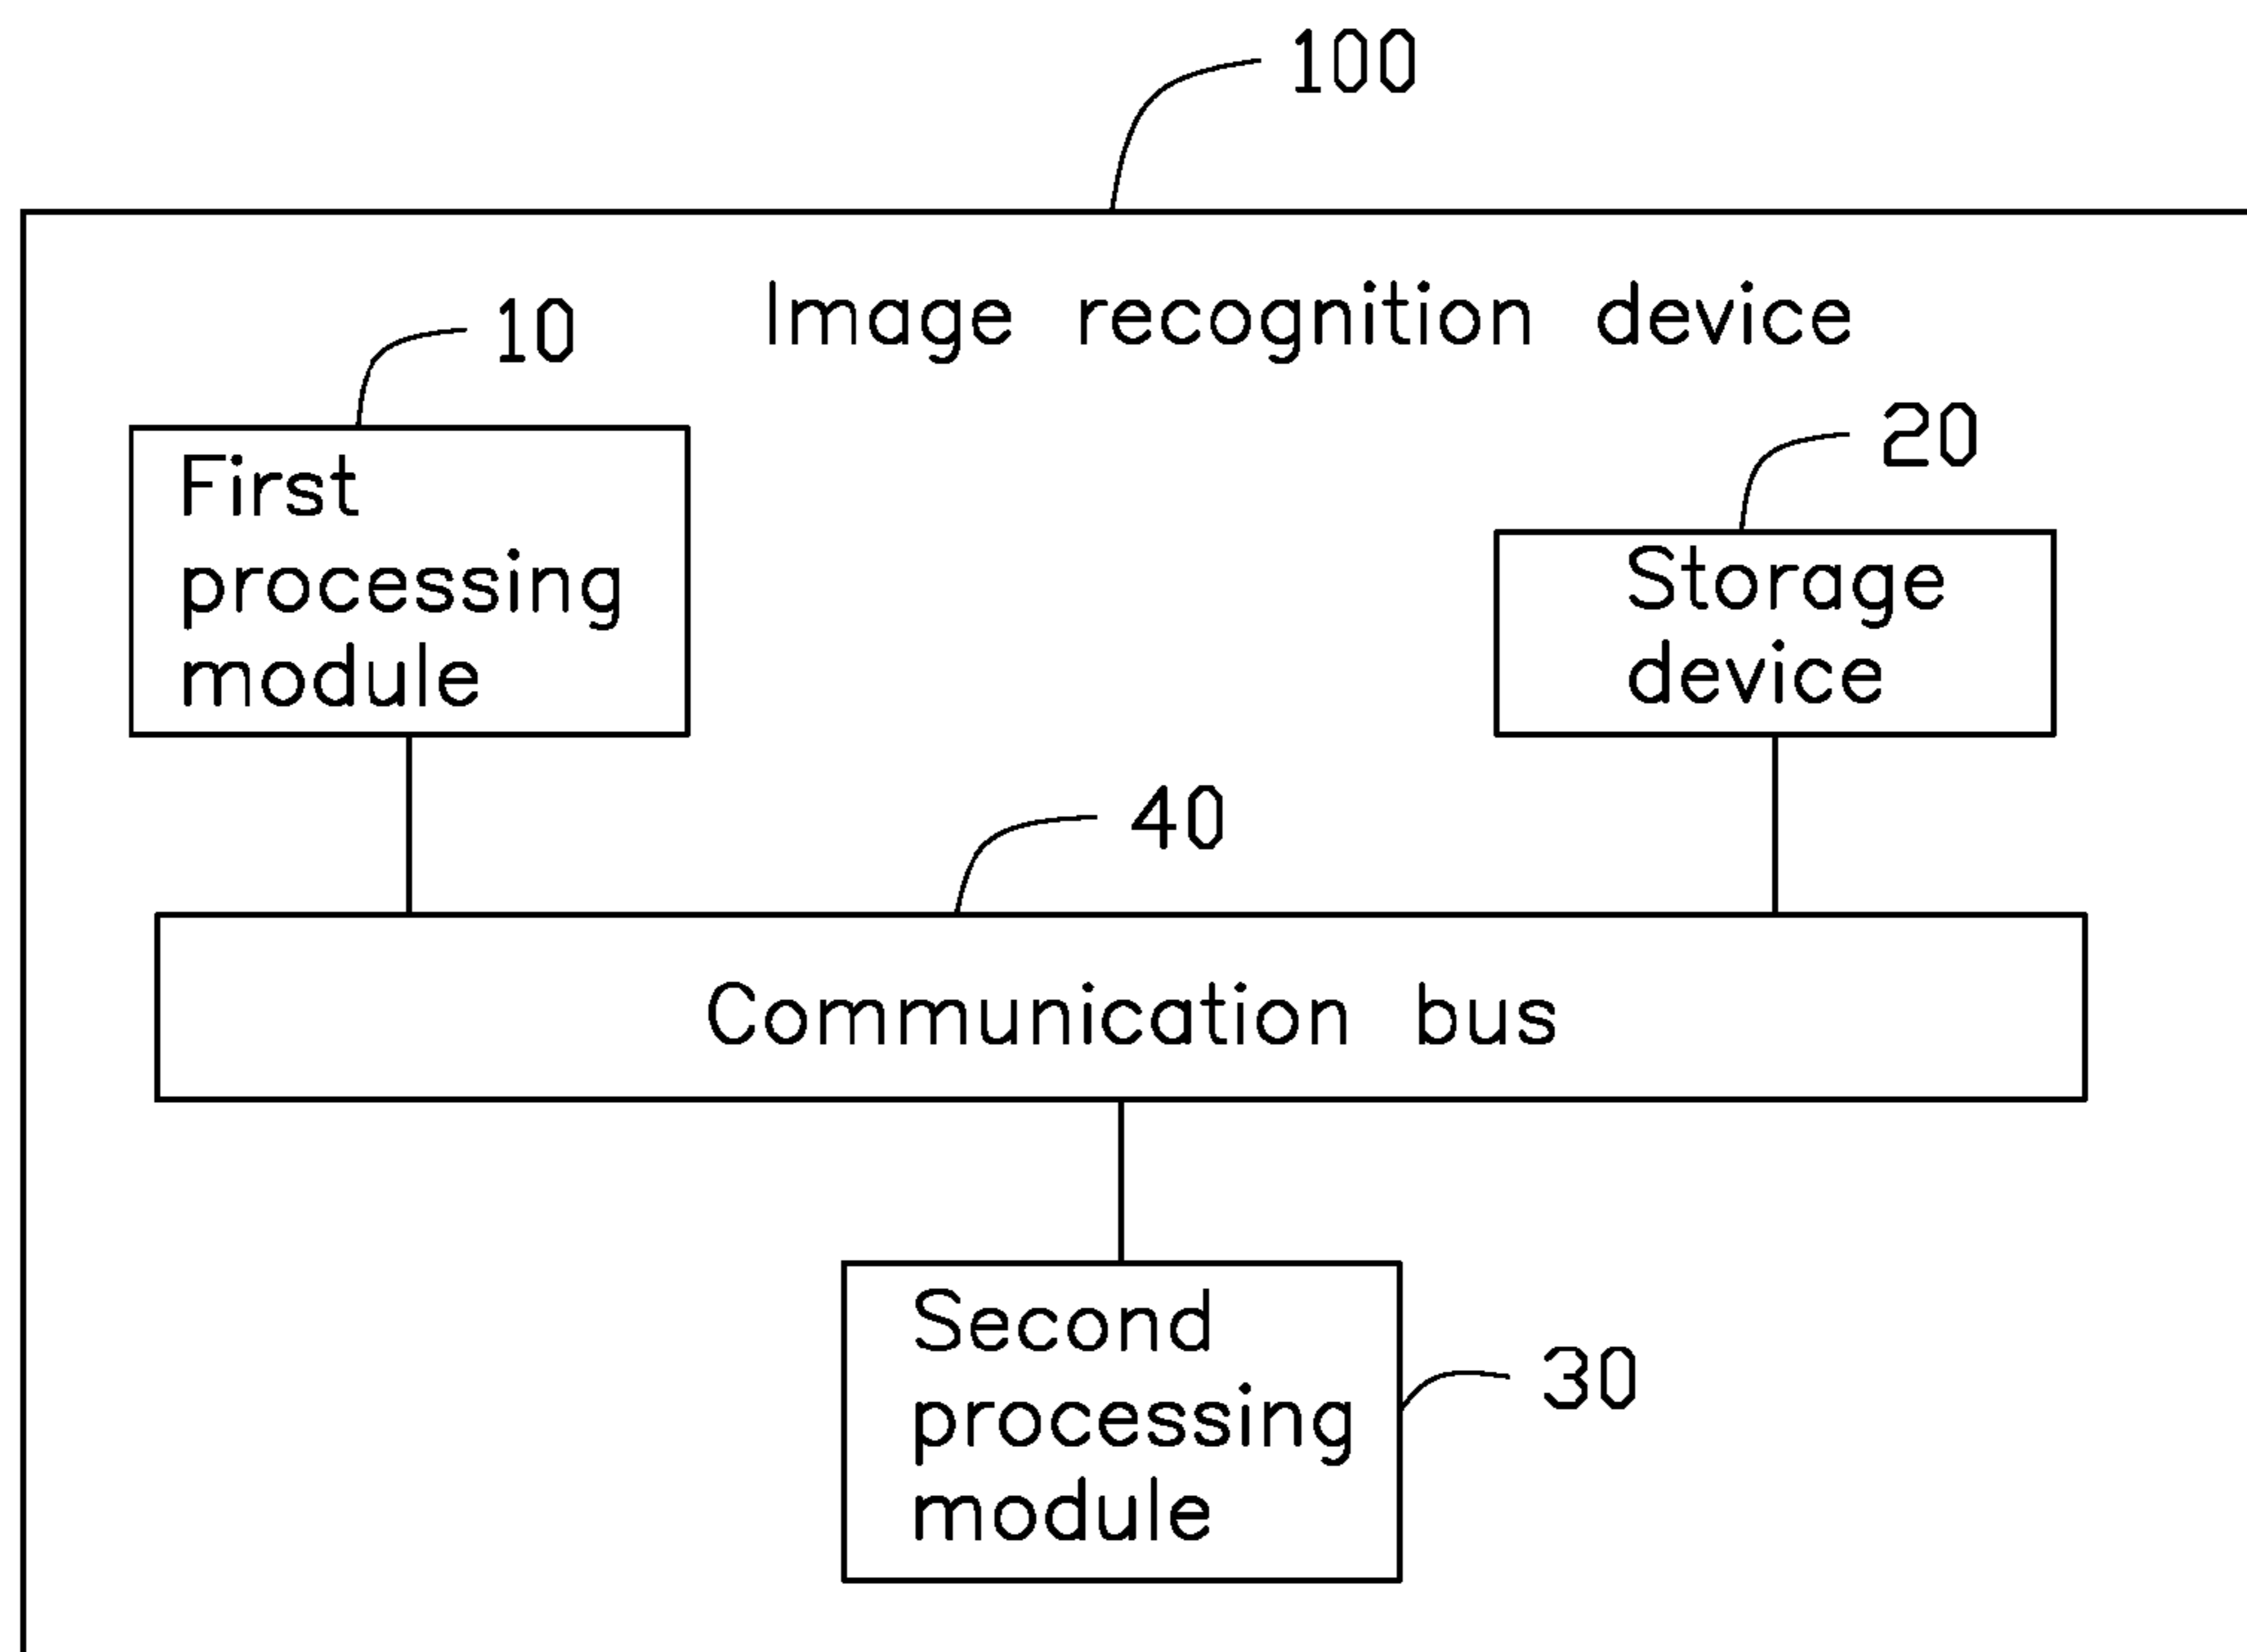 100
Image recognition device
10
First
processing
module
20
Storage
device
40
Communication bus
Second
processing
module
30